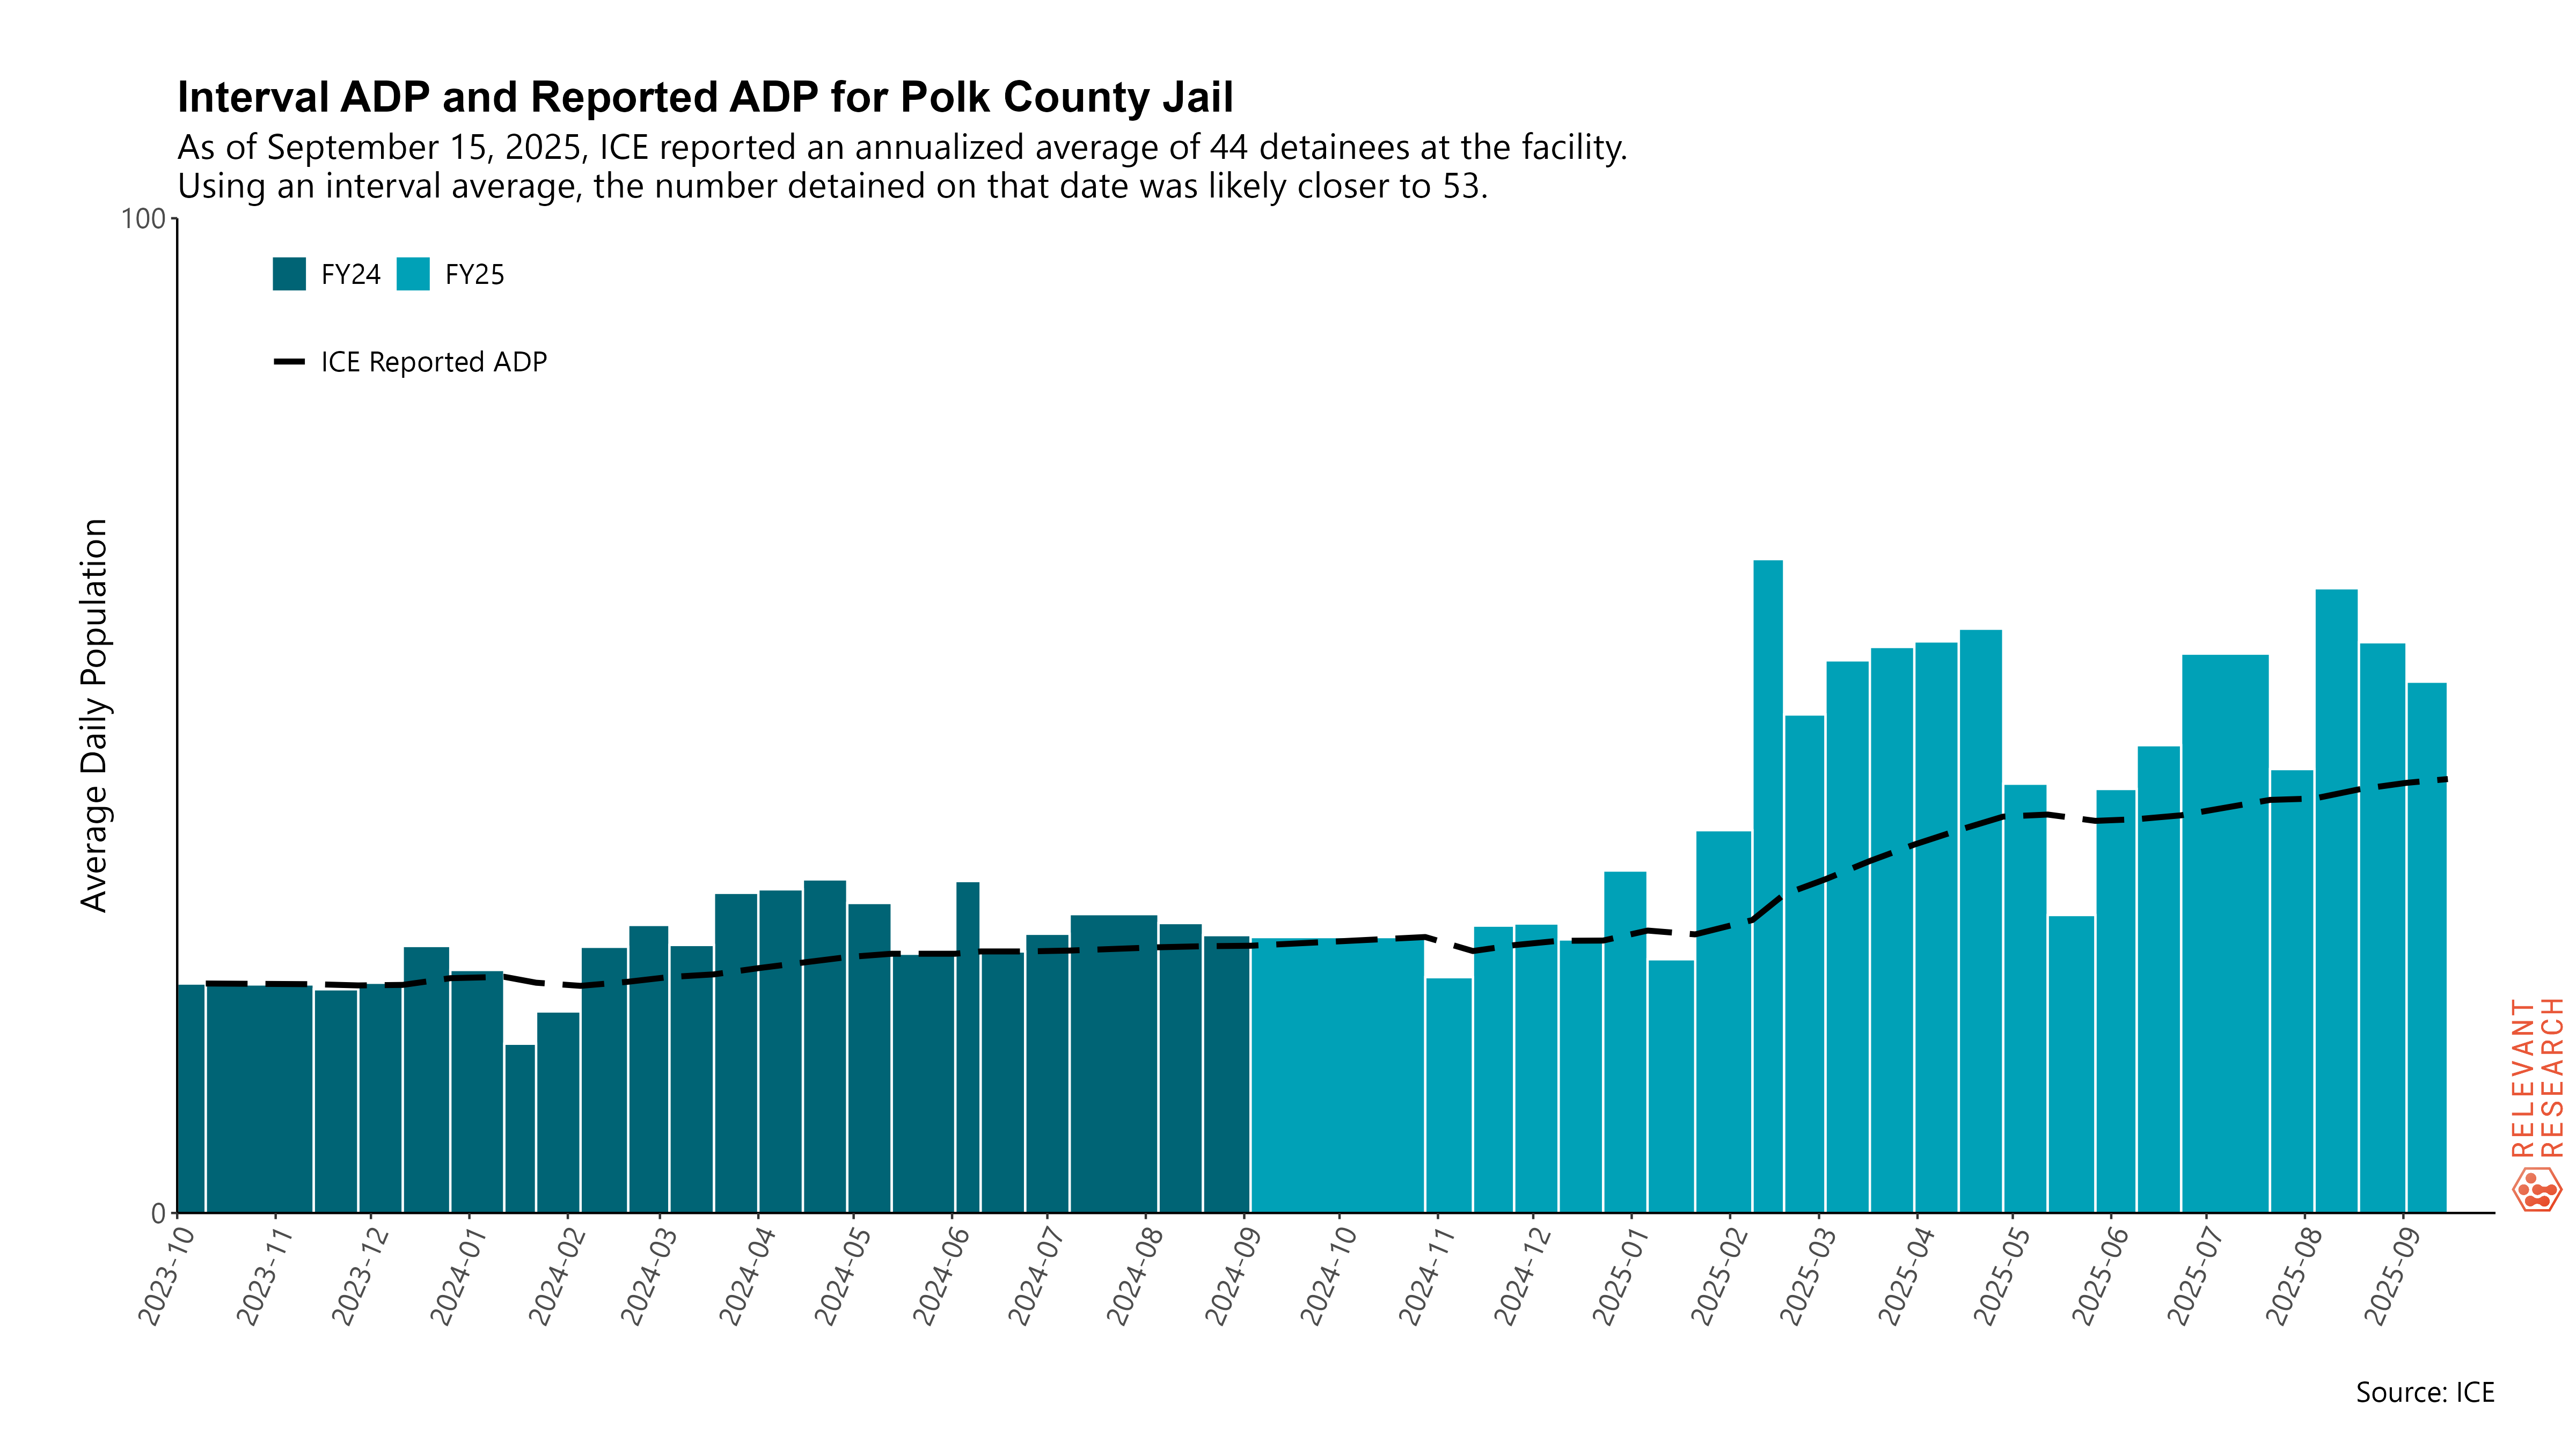 Interval ADP and Reported ADP for Polk County Jail
As of September 15, 2025, ICE reported an annualized average of 44 detainees at the facility.
Using an interval average, the number detained on that date was likely closer to 53.
100
FY24 FY25
ICE Reported ADP
Average Daily Population
0
2023-10
2023-11
2023-12
2024-01
2024-02
2024-03
2024-04
2024-05
2024-06
2024-07
2024-08
2024-09
2024-10
2024-11
2024-12
2025-01
2025-02
2025-03
2025-04
2025-05
2025-06
2025-07
2025-08
2025-09
RELEVANT
RESEARCH
Source: ICE